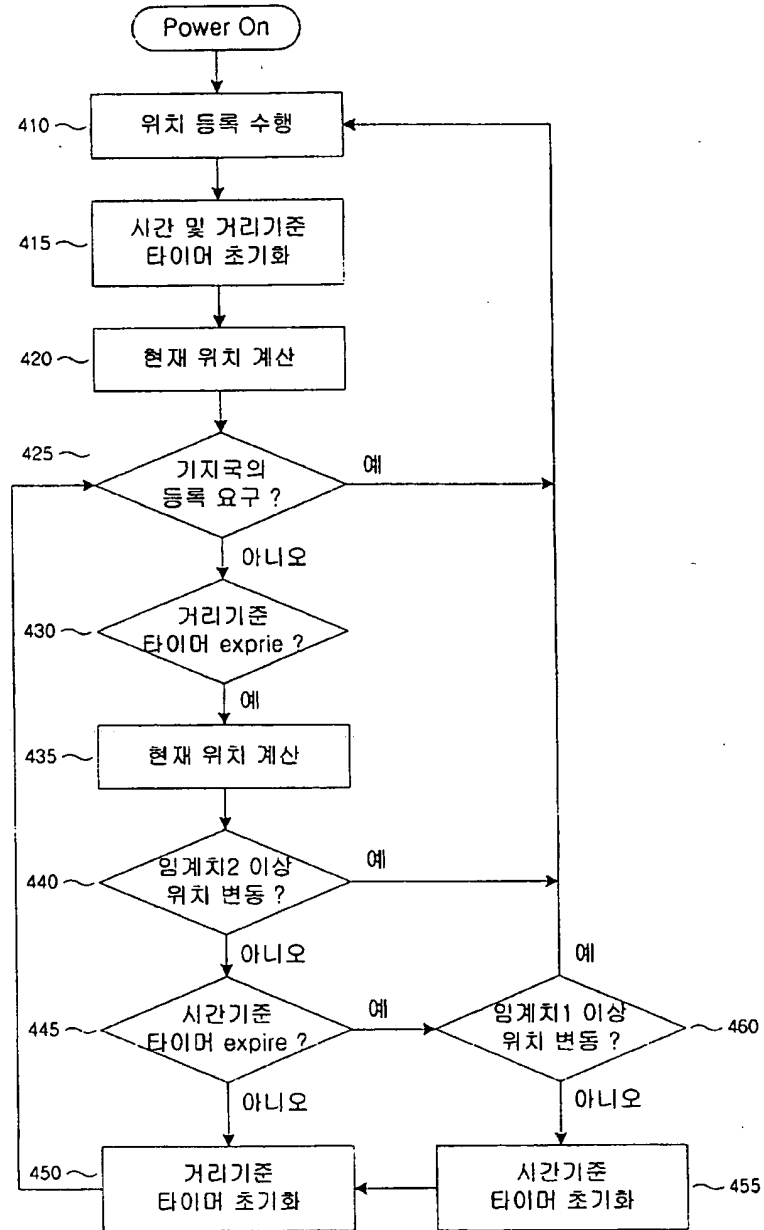 Power On
410
위치 등록 수행
415
시간 및 거리기준
타이머 초기화
420
현재 위치 계산
425
기지국의
등록 요구 ?
예
아니오
430
거리기준
타이머 exprie ?
예
435
현재 위치 계산
440
임계치2 이상
위치 변동 ?
예
아니오
445
시간기준
타이머 expire ?
예
아니오
임계치1 이상
위치 변동 ?
460
예
아니오
450
거리기준
타이머 초기화
시간기준
타이머 초기화
455